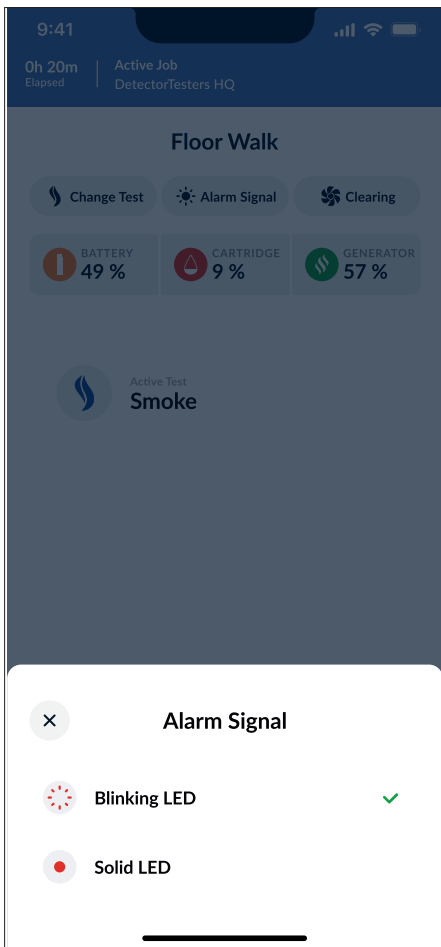 9:41
0h 20m
Elapsed
Active Job
DetectorTesters HQ
Floor Walk
Change Test
Alarm Signal
Clearing
BATTERY
49 %
CARTRIDGE
9 %
GENERATOR
57 %
Active Test
Smoke
Alarm Signal
Blinking LED
Solid LED